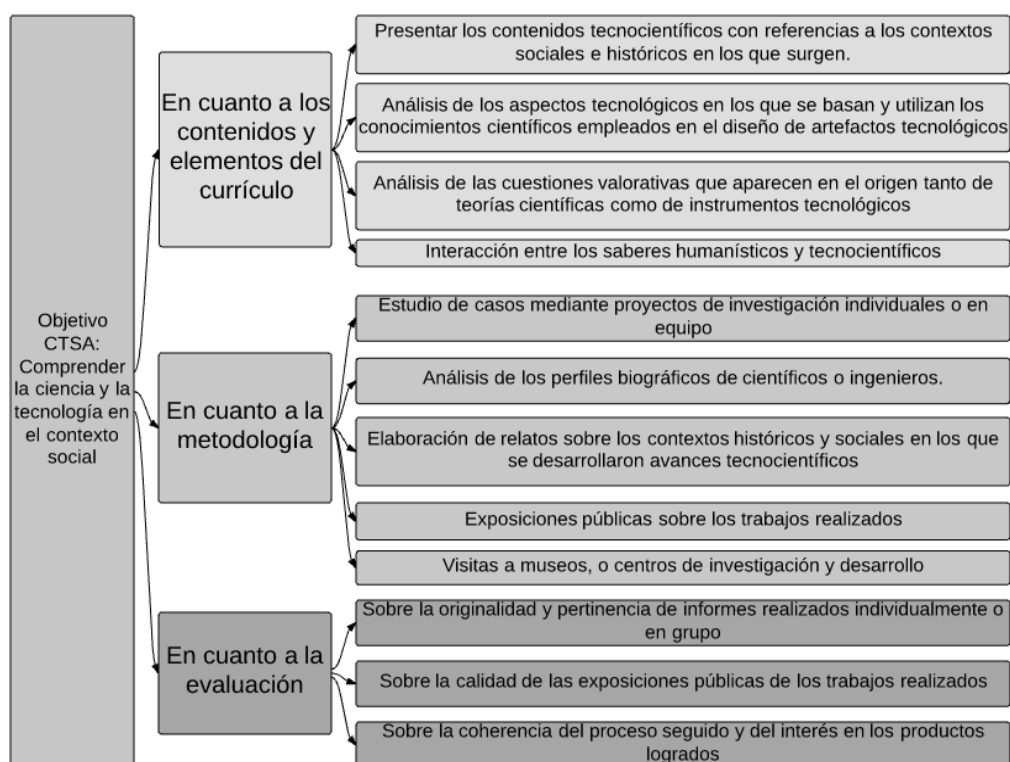 Objetivo
CTSA:
Comprender
la ciencia y la
tecnología en
el contexto
social
En cuanto a los
contenidos y
elementos del
currículo
Presentar los contenidos tecnocientíficos con referencias a los contextos
sociales e históricos en los que surgen.
Análisis de los aspectos tecnológicos en los que se basan y utilizan los
conocimientos científicos empleados en el diseño de artefactos tecnológicos
Análisis de las cuestiones valorativas que aparecen en el origen tanto de
teorías científicas como de instrumentos tecnológicos
Interacción entre los saberes humanísticos y tecnocientíficos
En cuanto a la
metodología
Estudio de casos mediante proyectos de investigación individuales o en
equipo
Análisis de los perfiles biográficos de científicos o ingenieros.
Elaboración de relatos sobre los contextos históricos y sociales en los que
se desarrollaron avances tecnocientíficos
Exposiciones públicas sobre los trabajos realizados
Visitas a museos, o centros de investigación y desarrollo
En cuanto a la
evaluación
Sobre la originalidad y pertinencia de informes realizados individualmente o
en grupo
Sobre la calidad de las exposiciones públicas de los trabajos realizados
Sobre la coherencia del proceso seguido y del interés en los productos
logrados